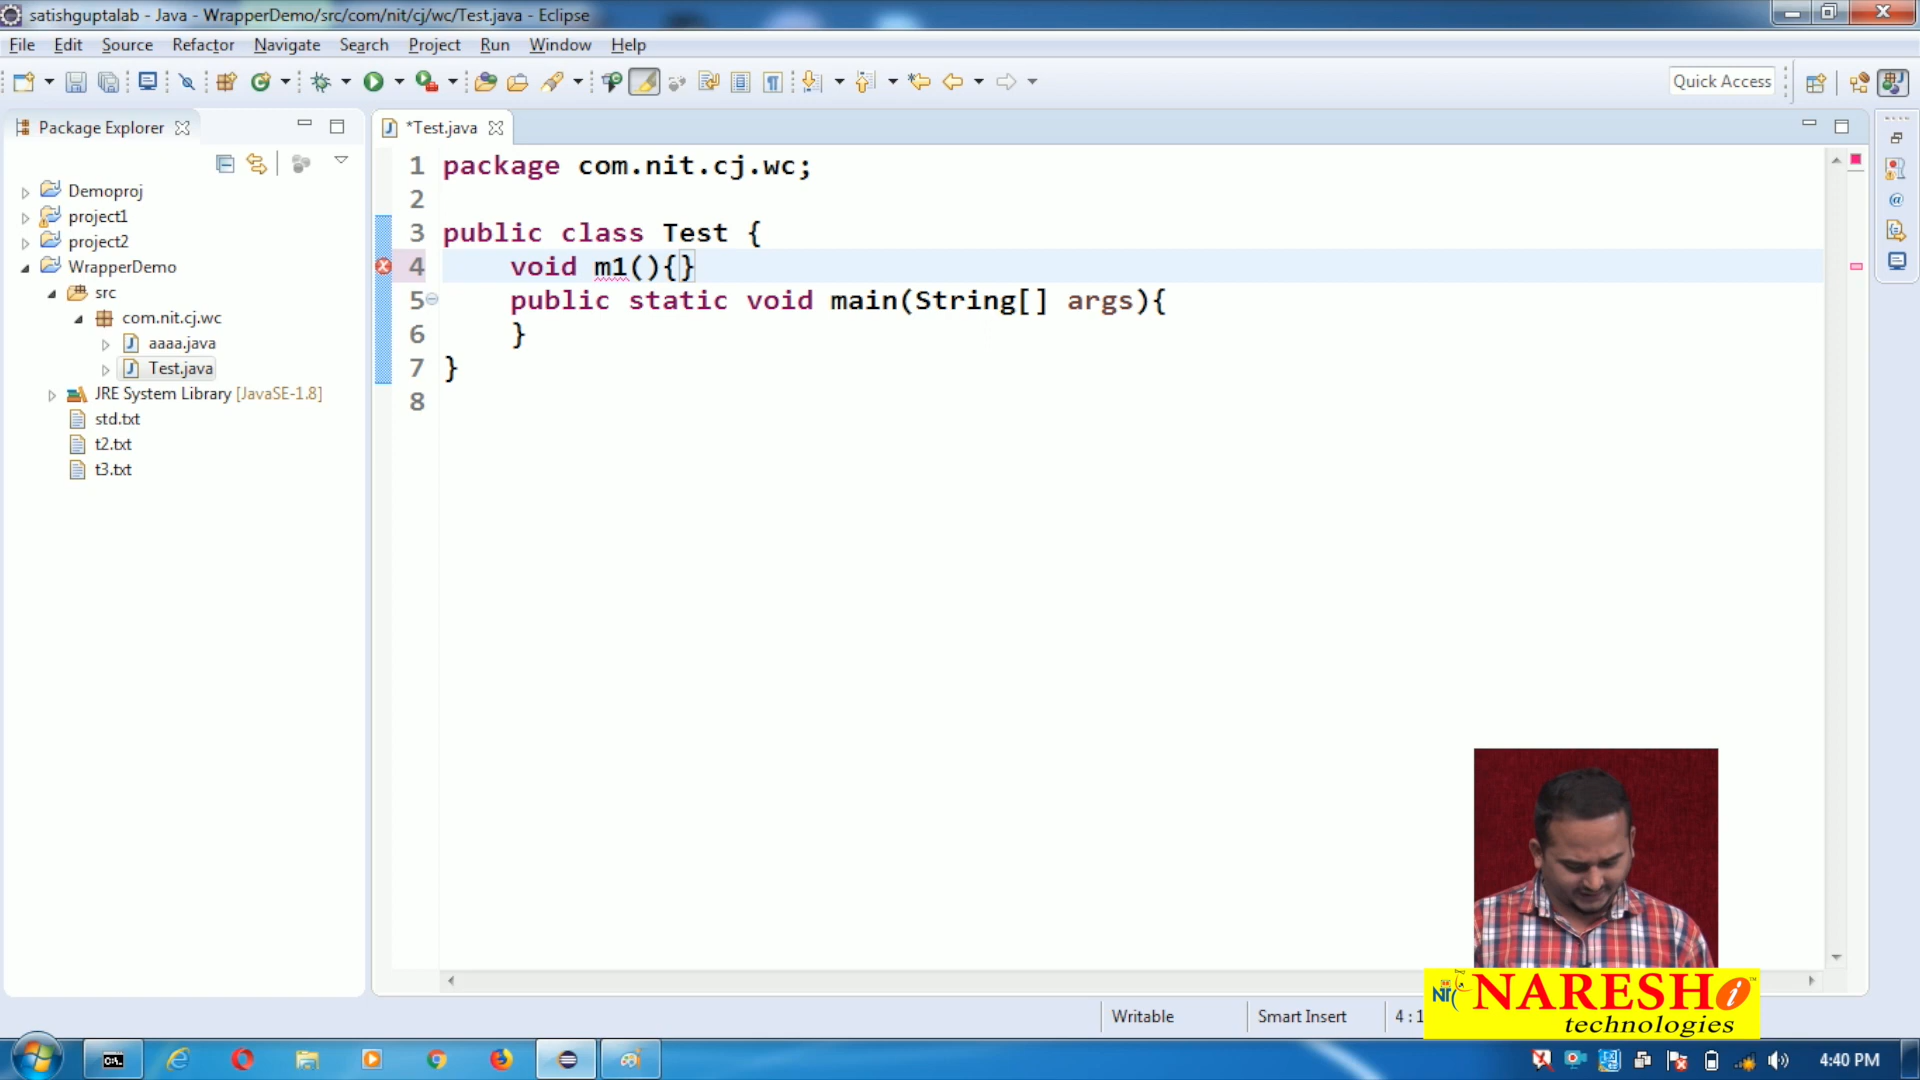 satishguptalab - Java - WrapperDemo/src/com/nit/cj/wc/Test.java - Eclipse
File Edit Source Refactor Navigate Search Project Run Window Help
Quick Access
Package Explorer
*Test.java
Demoproj
project1
project2
WrapperDemo
src
com.nit.cj.wc
aaaa.java
Test.java
JRE System Library [JavaSE-1.8]
std.txt
t2.txt
t3.txt
1 package com.nit.cj.wc;
2
3 public class Test {
4 void m1(){}
5 public static void main(String[] args){
6 }
7 }
8
Writable Smart Insert 4 : 1
NARESH i
technologies
4:40 PM